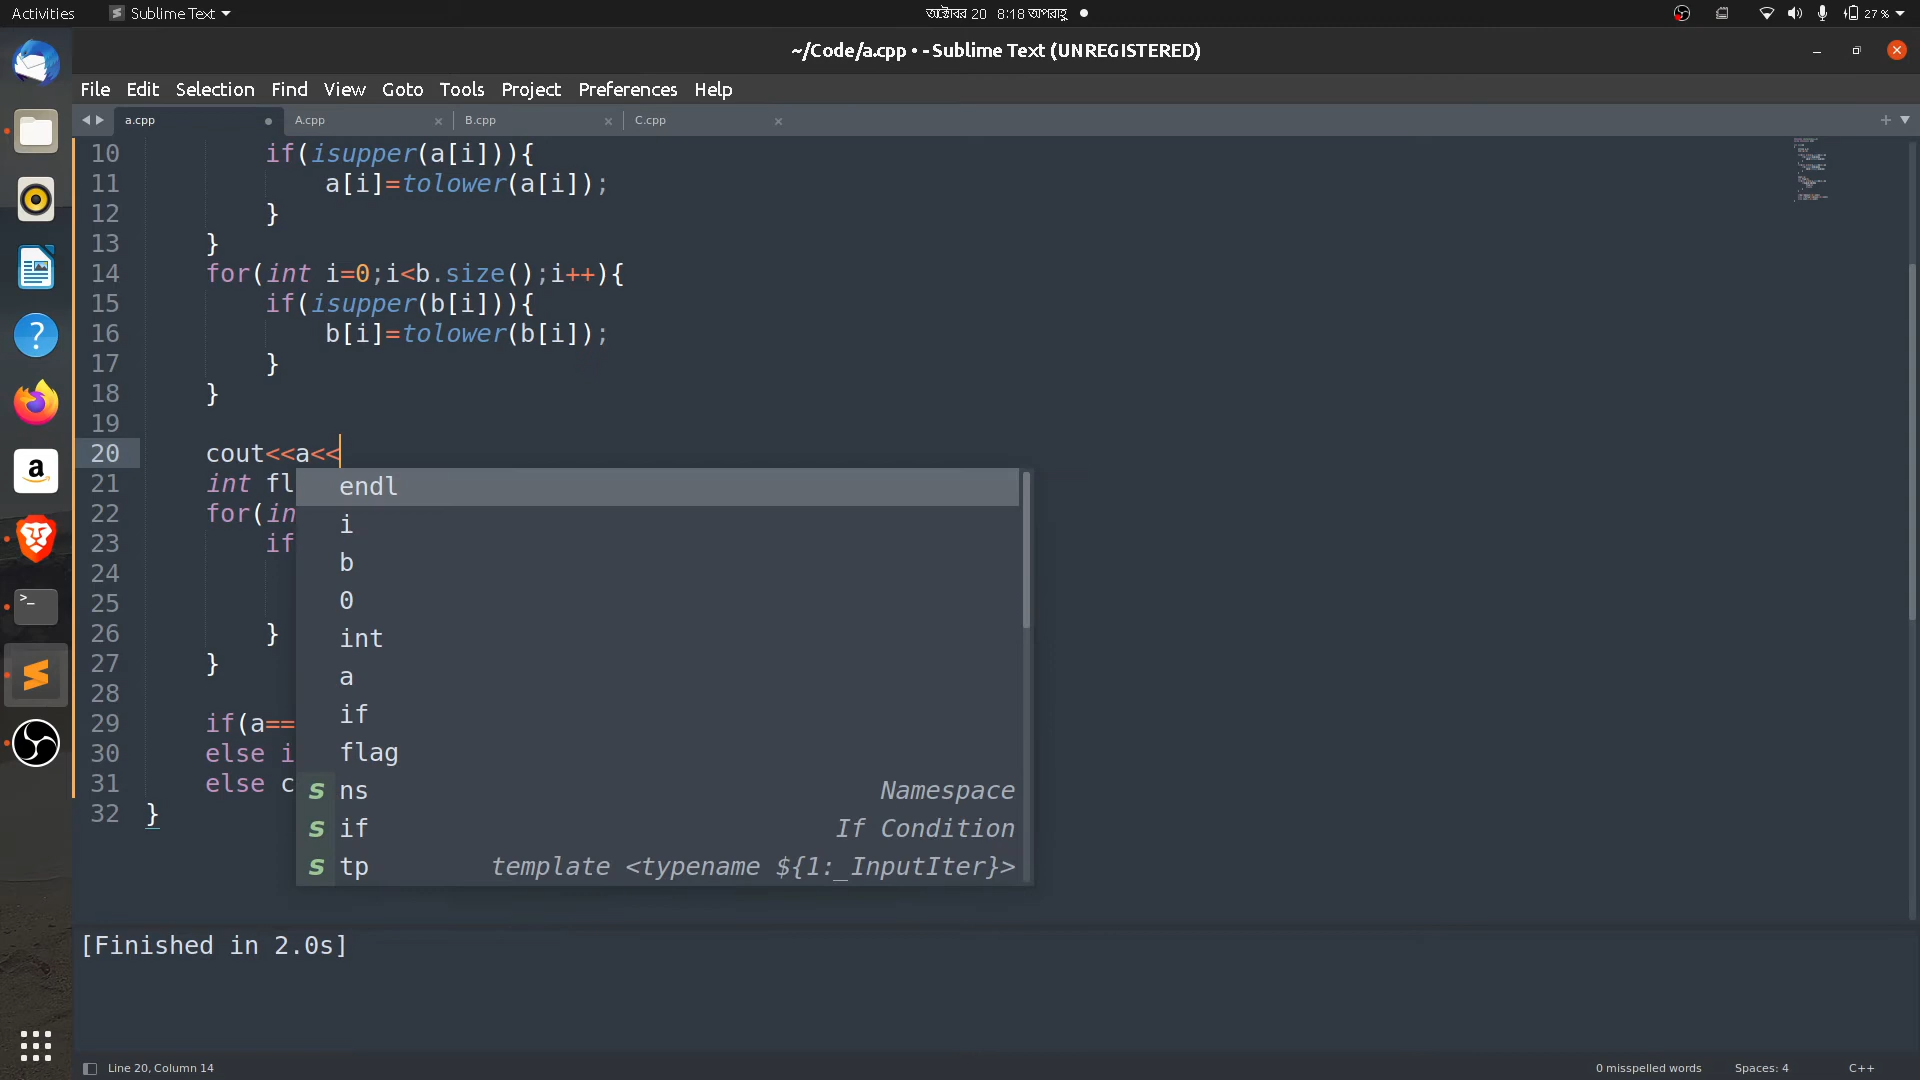 Activities Sublime Text অক্টোবর 20 8:18 অপরাহ্ণ 27 %
~/Code/a.cpp • - Sublime Text (UNREGISTERED)
File Edit Selection Find View Goto Tools Project Preferences Help
a.cpp A.cpp B.cpp C.cpp
10 if(isupper(a[i])){
11 a[i]=tolower(a[i]);
12 }
13 }
14 for(int i=0;i<b.size();i++){
15 if(isupper(b[i])){
16 b[i]=tolower(b[i]);
17 }
18 }
19
20 cout<<a<<
21 int fl
endl
22 for(in
i
23 if
b
24
0
25
int
26 }
a
27 }
if
28
flag
29 if(a==
s ns Namespace
30 else i
s if If Condition
31 else c
s tp template <typename ${1:_InputIter}>
32 }
[Finished in 2.0s]
Line 20, Column 14 0 misspelled words Spaces: 4 C++